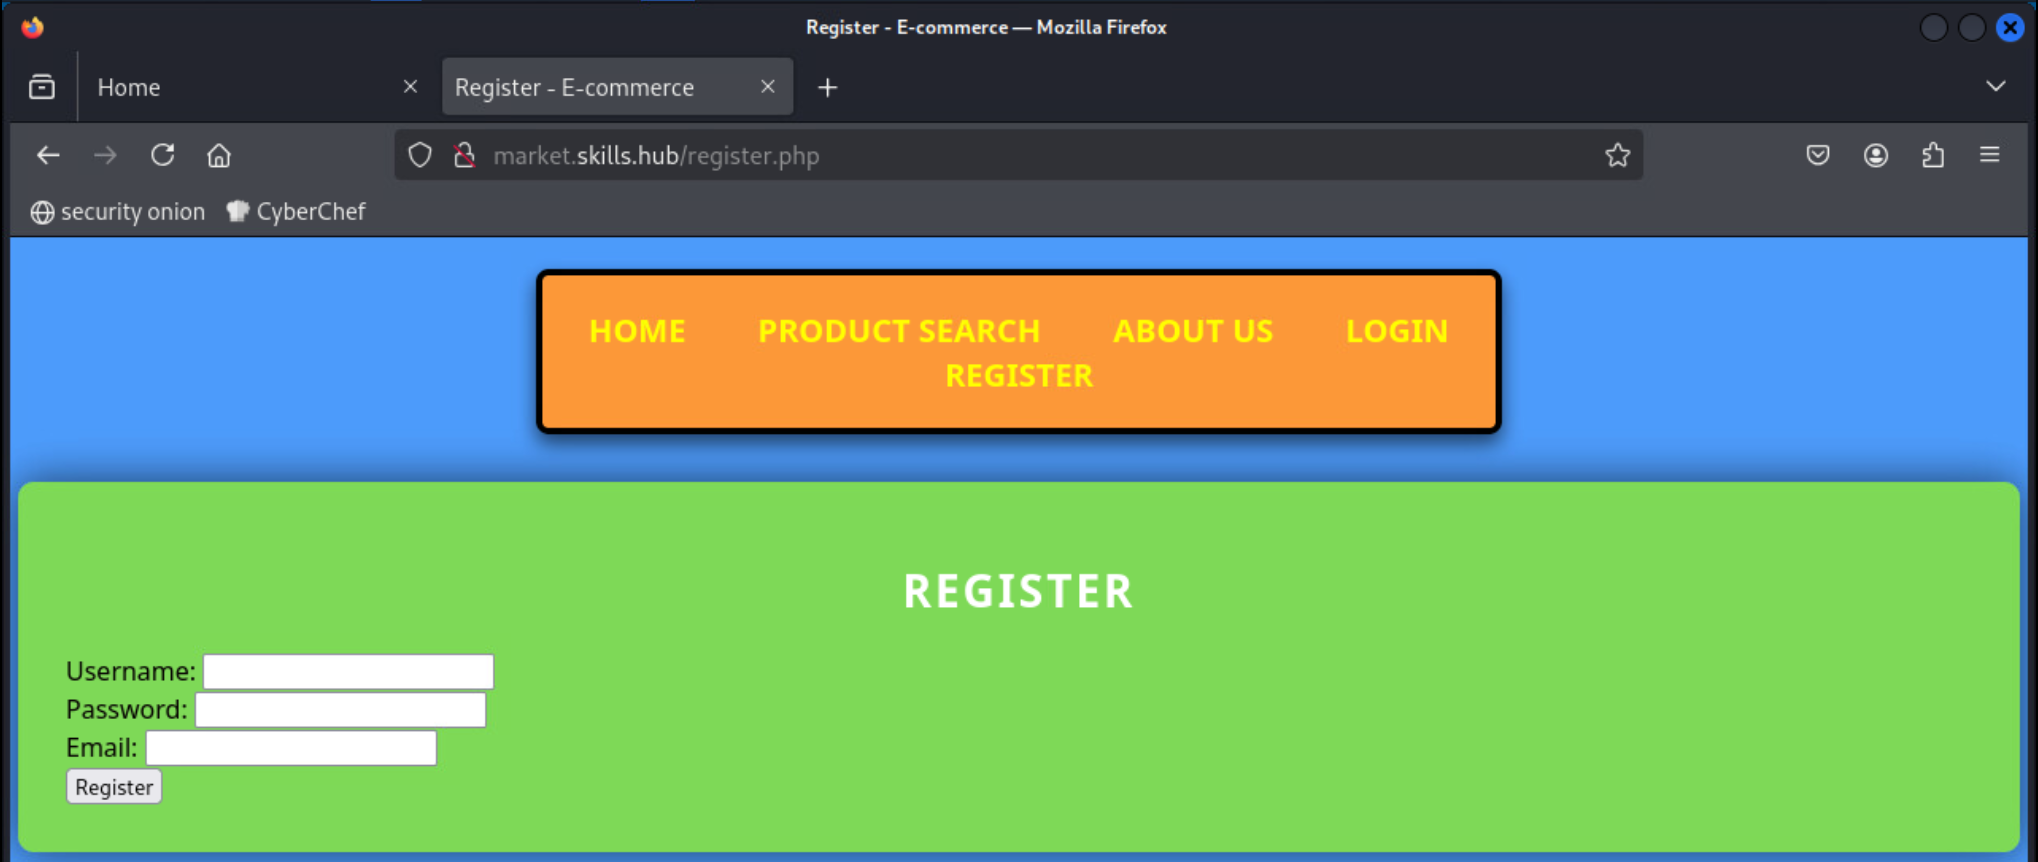 Register - E-commerce — Mozilla Firefox
Home
Register - E-commerce
market.skills.hub/register.php
security onion CyberChef
HOME PRODUCT SEARCH ABOUT US LOGIN
REGISTER
REGISTER
Username:
Password:
Email:
Register